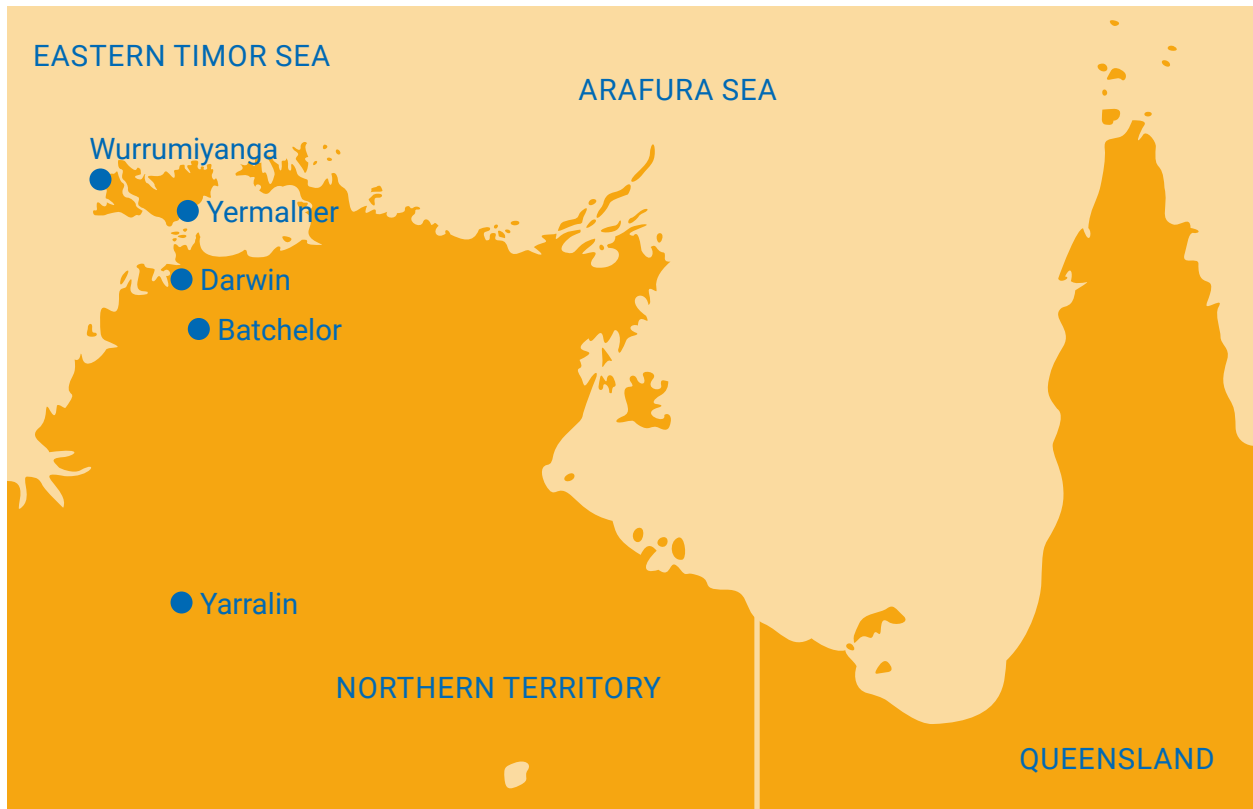 EASTERN TIMOR SEA
ARAFURA SEA
Wurrumiyanga
Yermalner
Darwin
Batchelor
Yarralin
NORTHERN TERRITORY
QUEENSLAND